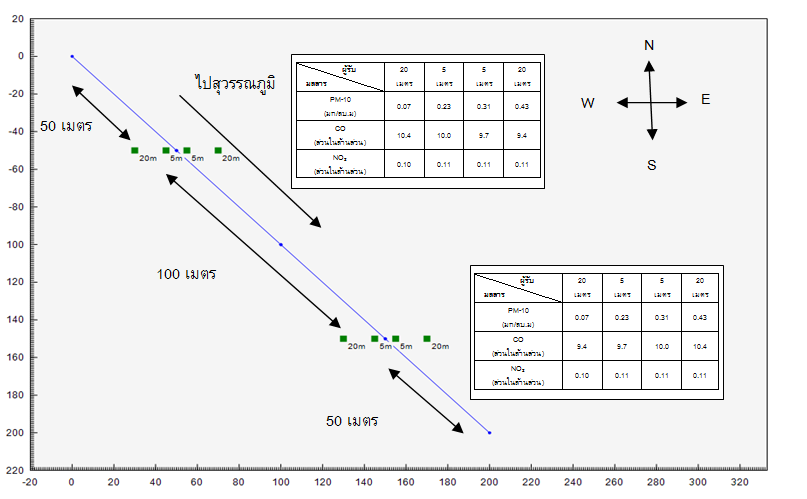 20
0
-20
-40
-60
-80
100
120
140
160
180
200
220
-20 0 20 40 60 80 100 120 140 160 180 200 220 240 260 280 300 320
50 เมตร
ไปสุวรรณภูมิ
20m 5m 5m 20m
100 เมตร
20m 5m 5m 20m
50 เมตร
N
W E
S
ผู้รับ 20 5 5 20
มลสาร เมตร เมตร เมตร เมตร
PM-10 0.07 0.23 0.31 0.43
(มก/ลบ.ม)
CO 10.4 10.0 9.7 9.4
(ส่วนในล้านส่วน)
NO₂ 0.10 0.11 0.11 0.11
(ส่วนในล้านส่วน)
ผู้รับ 20 5 5 20
มลสาร เมตร เมตร เมตร เมตร
PM-10 0.07 0.23 0.31 0.43
(มก/ลบ.ม)
CO 9.4 9.7 10.0 10.4
(ส่วนในล้านส่วน)
NO₂ 0.10 0.11 0.11 0.11
(ส่วนในล้านส่วน)